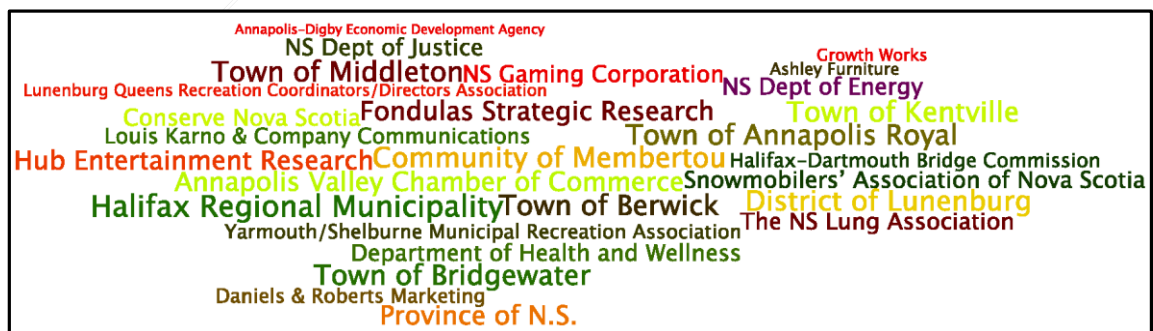 Annapolis-Digby Economic Development Agency
NS Dept of Justice
Growth Works
Town of Middleton
NS Gaming Corporation
Ashley Furniture
Lunenburg Queens Recreation Coordinators/Directors Association
NS Dept of Energy
Conserve Nova Scotia
Fondulas Strategic Research
Town of Kentville
Louis Karno & Company Communications
Town of Annapolis Royal
Hub Entertainment Research
Community of Membertou
Halifax-Dartmouth Bridge Commission
Annapolis Valley Chamber of Commerce
Snowmobilers' Association of Nova Scotia
Halifax Regional Municipality
Town of Berwick
District of Lunenburg
The NS Lung Association
Yarmouth/Shelburne Municipal Recreation Association
Department of Health and Wellness
Town of Bridgewater
Daniels & Roberts Marketing
Province of N.S.